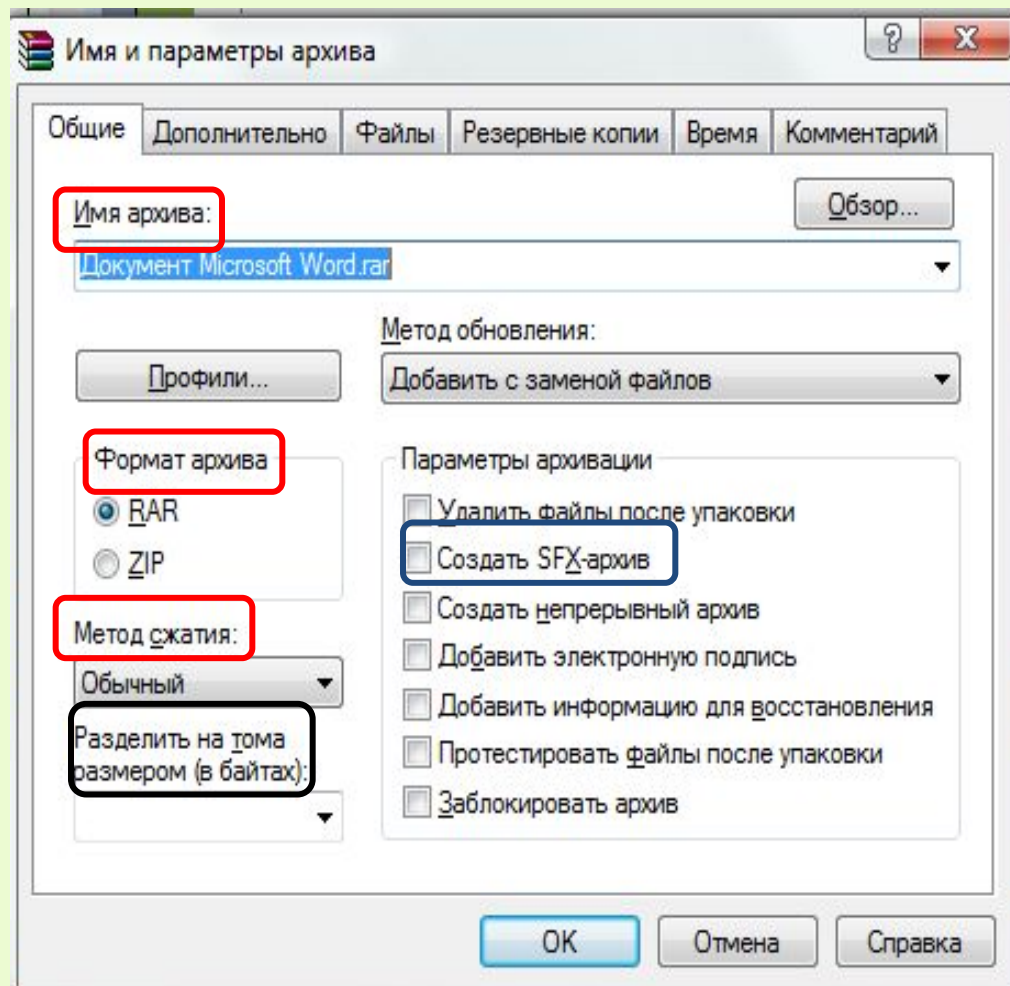 Имя и параметры архива
?
X
Общие Дополнительно Файлы Резервные копии Время Комментарий
Имя архива:
Обзор...
Документ Microsoft Word.rar
Метод обновления:
Профили...
Добавить с заменой файлов
Формат архива
Параметры архивации
RAR
ZIP
Удалить файлы после упаковки
Создать SFX-архив
Создать непрерывный архив
Добавить электронную подпись
Добавить информацию для восстановления
Протестировать файлы после упаковки
Заблокировать архив
Метод сжатия:
Обычный
Разделить на тома
размером (в байтах):
OK Отмена Справка